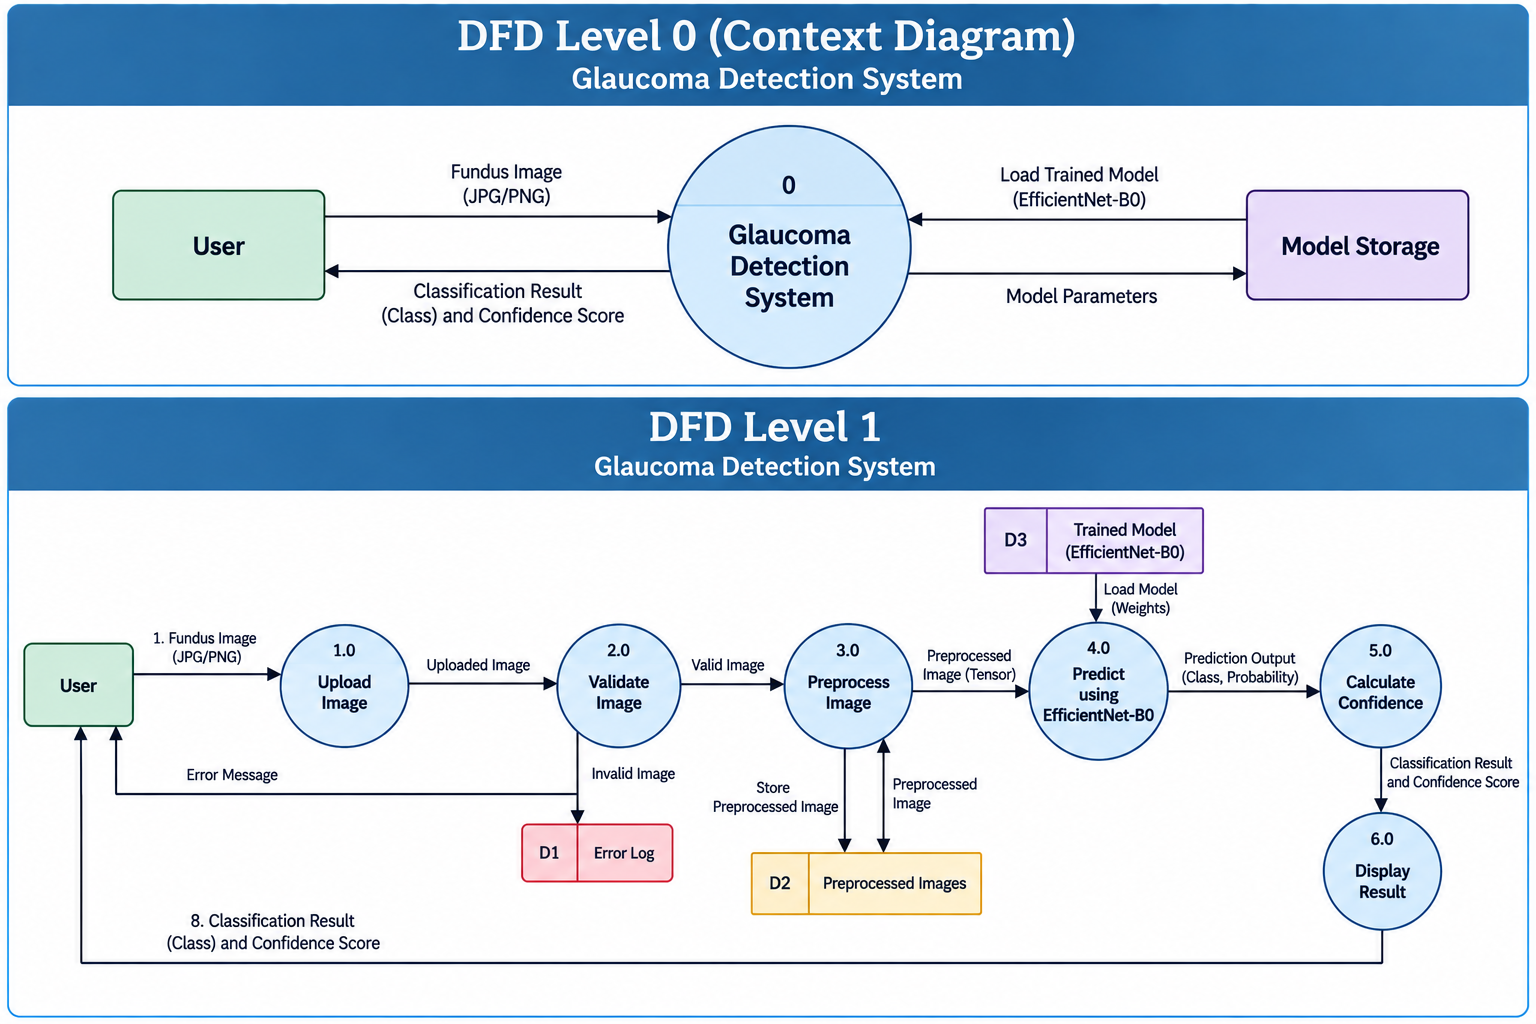 DFD Level 0 (Context Diagram)
Glaucoma Detection System
Fundus Image
(JPG/PNG)
User
Classification Result
(Class) and Confidence Score
0
Glaucoma
Detection
System
Load Trained Model
(EfficientNet-B0)
Model Parameters
Model Storage
DFD Level 1
Glaucoma Detection System
D3
Trained Model
(EfficientNet-B0)
Load Model
(Weights)
User
1. Fundus Image
(JPG/PNG)
1.0
Upload
Image
Uploaded Image
2.0
Validate
Image
Valid Image
3.0
Preprocess
Image
Preprocessed
Image (Tensor)
4.0
Predict
using
EfficientNet-B0
Prediction Output
(Class, Probability)
5.0
Calculate
Confidence
Error Message
Invalid Image
D1
Error Log
Store
Preprocessed Image
Preprocessed
Image
D2
Preprocessed Images
Classification Result
and Confidence Score
6.0
Display
Result
8. Classification Result
(Class) and Confidence Score